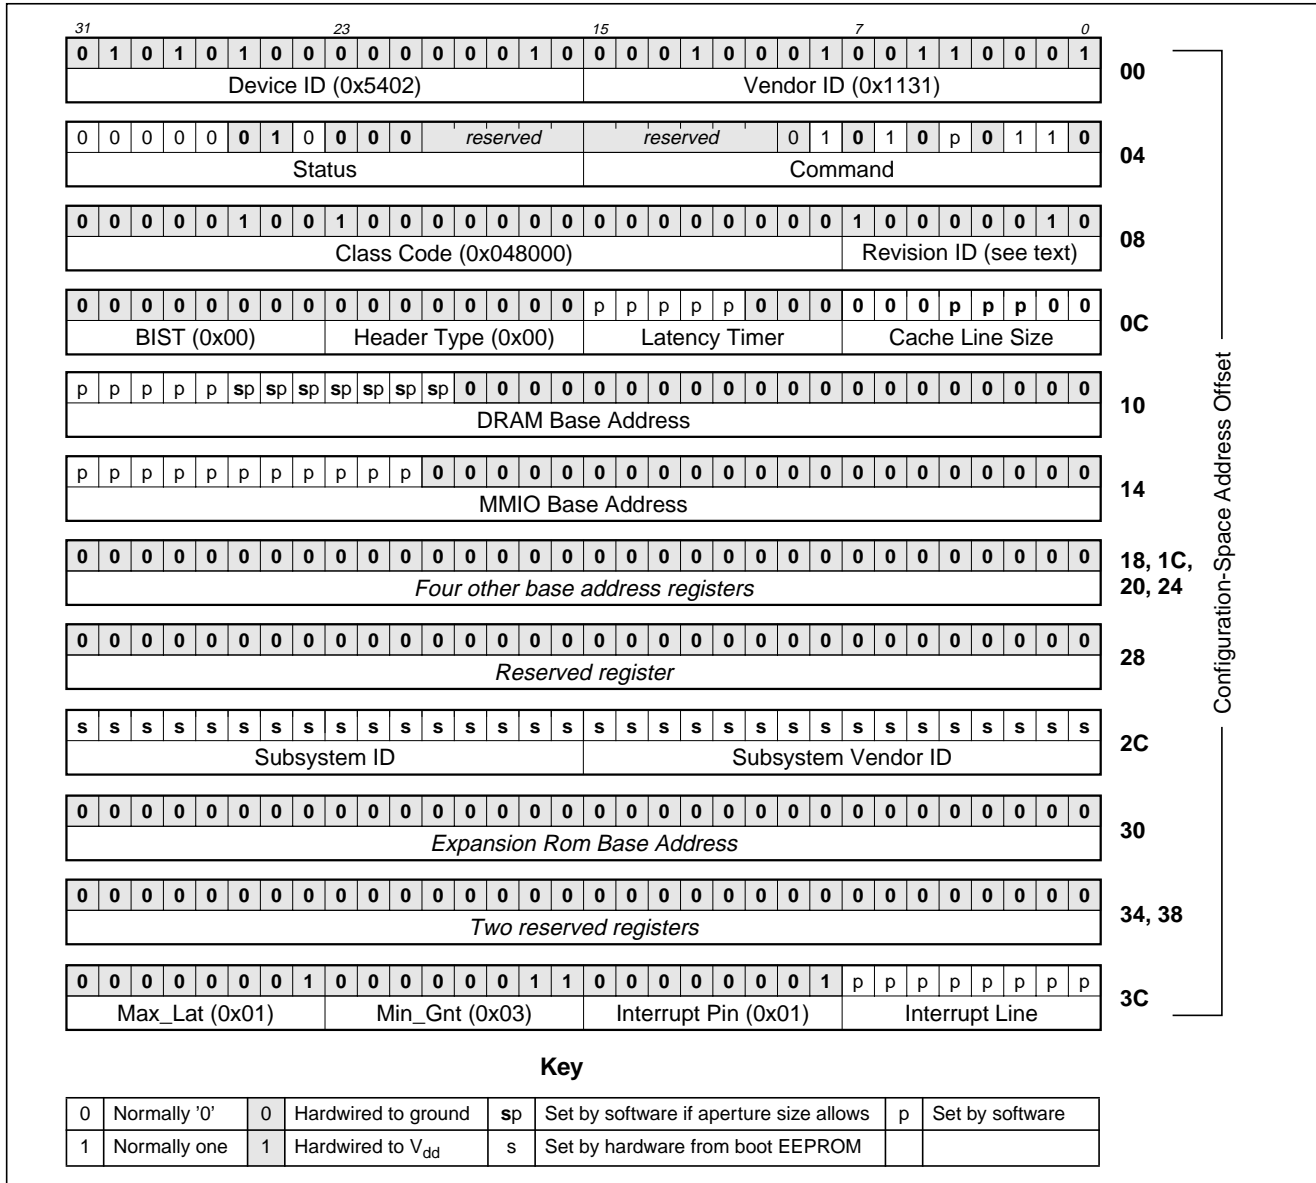 31 23 15 7 0
0 1 0 1 0 1 0 0 0 0 0 0 0 0 1 0 0 0 0 1 0 0 0 1 0 0 1 1 0 0 0 1
00
Device ID (0x5402) Vendor ID (0x1131)
0 0 0 0 0 0 1 0 0 0 0 reserved reserved 0 1 0 1 0 p 0 1 1 0
04
Status Command
0 0 0 0 0 1 0 0 1 0 0 0 0 0 0 0 0 0 0 0 0 0 0 0 1 0 0 0 0 0 1 0
08
Class Code (0x048000) Revision ID (see text)
0 0 0 0 0 0 0 0 0 0 0 0 0 0 0 0 p p p p p 0 0 0 0 0 0 p p p 0 0
0C
BIST (0x00) Header Type (0x00) Latency Timer Cache Line Size
p p p p p sp sp sp sp sp sp sp 0 0 0 0 0 0 0 0 0 0 0 0 0 0 0 0 0 0 0 0
10
DRAM Base Address
p p p p p p p p p p p 0 0 0 0 0 0 0 0 0 0 0 0 0 0 0 0 0 0 0 0 0
14
MMIO Base Address
0 0 0 0 0 0 0 0 0 0 0 0 0 0 0 0 0 0 0 0 0 0 0 0 0 0 0 0 0 0 0 0
18, 1C,
20, 24
Four other base address registers
0 0 0 0 0 0 0 0 0 0 0 0 0 0 0 0 0 0 0 0 0 0 0 0 0 0 0 0 0 0 0 0
28
Reserved register
s s s s s s s s s s s s s s s s s s s s s s s s s s s s s s s s
2C
Subsystem ID Subsystem Vendor ID
0 0 0 0 0 0 0 0 0 0 0 0 0 0 0 0 0 0 0 0 0 0 0 0 0 0 0 0 0 0 0 0
30
Expansion Rom Base Address
0 0 0 0 0 0 0 0 0 0 0 0 0 0 0 0 0 0 0 0 0 0 0 0 0 0 0 0 0 0 0 0
34, 38
Two reserved registers
0 0 0 0 0 0 0 1 0 0 0 0 0 0 1 1 0 0 0 0 0 0 0 1 p p p p p p p p
3C
Max_Lat (0x01) Min_Gnt (0x03) Interrupt Pin (0x01) Interrupt Line
Configuration-Space Address Offset
Key
0 Normally '0' 0 Hardwired to ground sp Set by software if aperture size allows p Set by software
1 Normally one 1 Hardwired to Vdd s Set by hardware from boot EEPROM